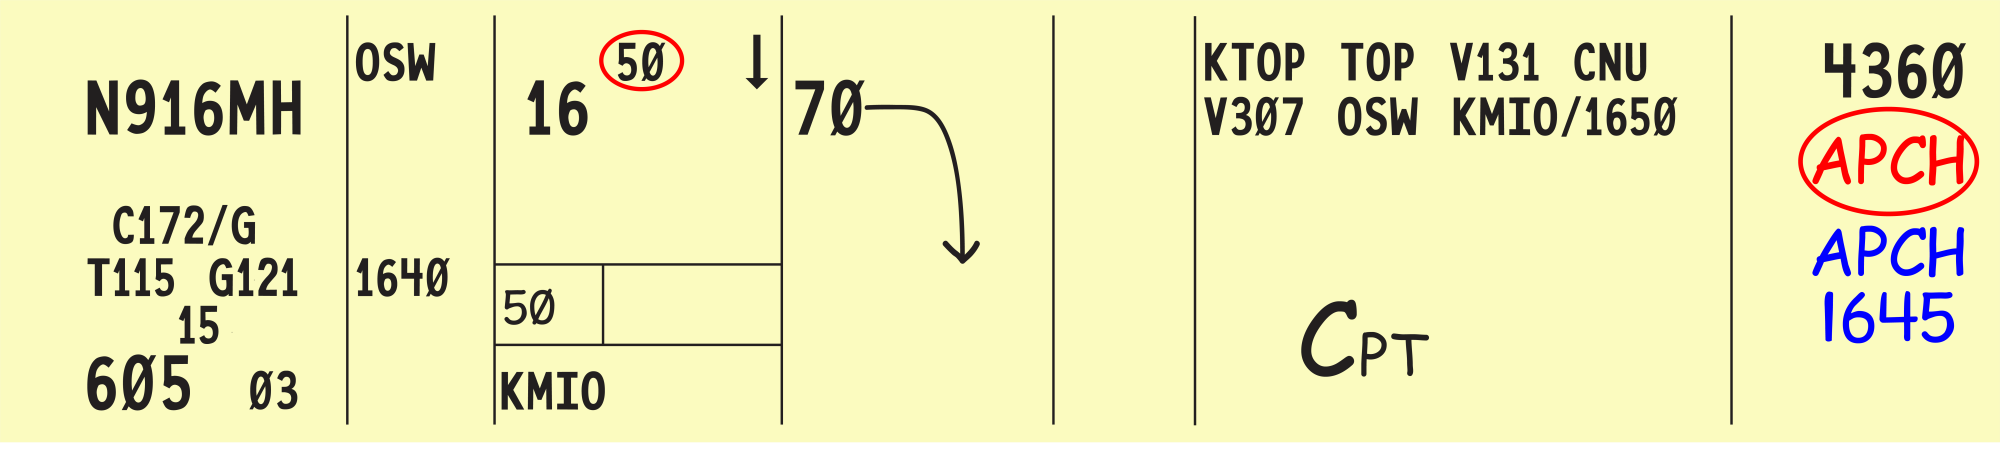 N916MH
C172/G
T115 G121
15
6Ø5 Ø3
OSW
164Ø
5Ø
16
5Ø
KMIO
7Ø
KTOP TOP V131 CNU
V3Ø7 OSW KMIO/165Ø
CPT
436Ø
APCH
APCH
1645